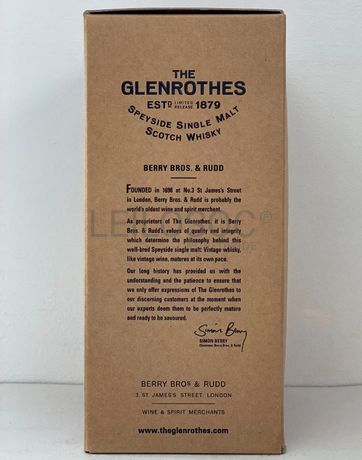 THE
GLENROTHES
ESTD LIMITED RELEASE 1879
SPEYSIDE SINGLE MALT
SCOTCH WHISKY
BERRY BROS. & RUDD
FOUNDED in 1698 at No.3 St James's Street
in London, Berry Bros. & Rudd is probably the
world's oldest wine and spirit merchant.
As proprietors of The Glenrothes, it is Berry
Bros. & Rudd's values of quality and integrity
which determine the philosophy behind this
well-bred Speyside single malt: Vintage whisky,
like vintage wine, matures at its own pace.
Our long history has provided us with the
understanding and the patience to ensure that
we only offer expressions of The Glenrothes to
our discerning customers at the moment when
our experts deem them to be perfectly mature
and ready to be savoured.
Simon Berry
SIMON BERRY
Chairman, Berry Bros. & Rudd
BERRY BROS & RUDD
3, ST. JAMES'S STREET, LONDON
WINE & SPIRIT MERCHANTS
www.theglenrothes.com